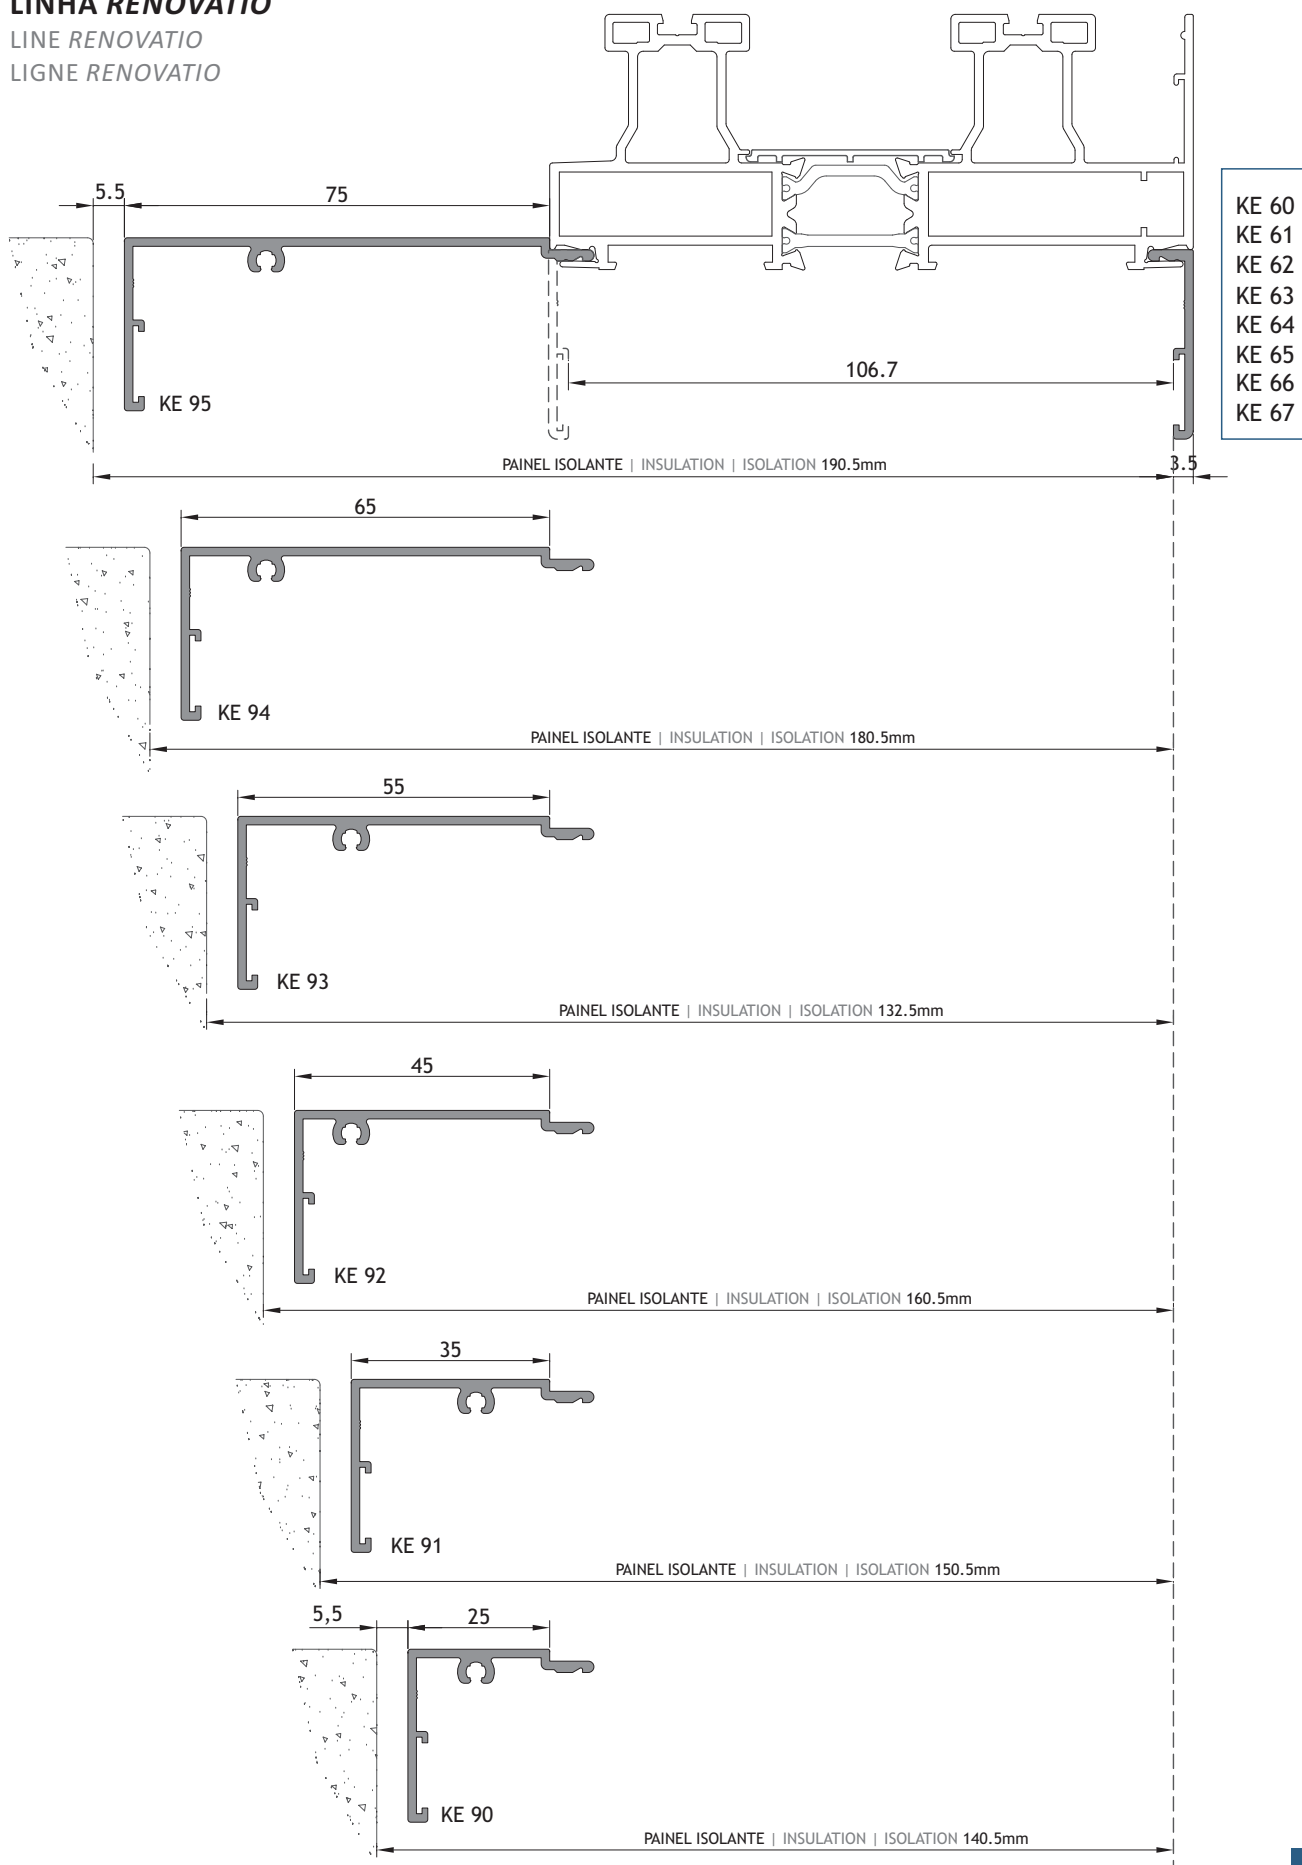 LINHA RENOVATIO
LINE RENOVATIO
LIGNE RENOVATIO
5.5
75
KE 60
KE 61
KE 62
KE 63
KE 64
KE 65
KE 66
KE 67
106.7
KE 95
PAINEL ISOLANTE | INSULATION | ISOLATION 190.5mm
3.5
65
KE 94
PAINEL ISOLANTE | INSULATION | ISOLATION 180.5mm
55
KE 93
PAINEL ISOLANTE | INSULATION | ISOLATION 132.5mm
45
KE 92
PAINEL ISOLANTE | INSULATION | ISOLATION 160.5mm
35
KE 91
PAINEL ISOLANTE | INSULATION | ISOLATION 150.5mm
5,5
25
KE 90
PAINEL ISOLANTE | INSULATION | ISOLATION 140.5mm